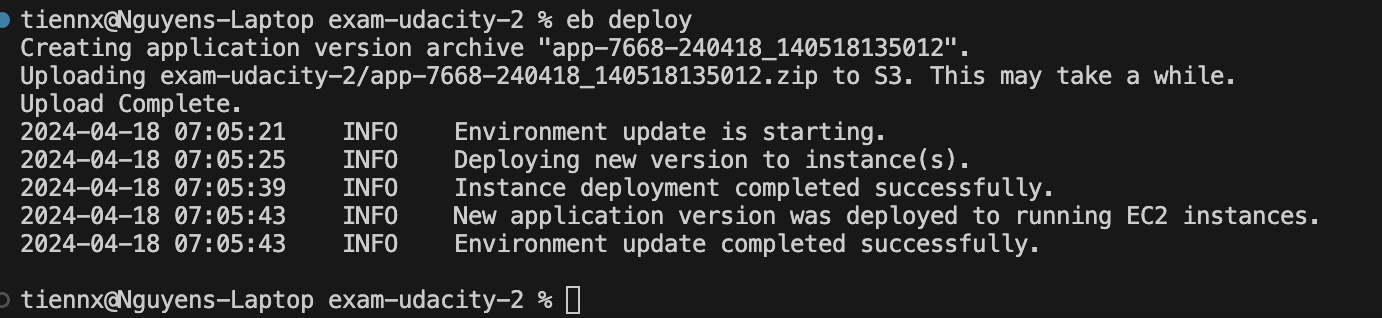 tiennx@Nguyens-Laptop exam-udacity-2 % eb deploy
Creating application version archive "app-7668-240418_140518135012".
Uploading exam-udacity-2/app-7668-240418_140518135012.zip to S3. This may take a while.
Upload Complete.
2024-04-18 07:05:21    INFO    Environment update is starting.
2024-04-18 07:05:25    INFO    Deploying new version to instance(s).
2024-04-18 07:05:39    INFO    Instance deployment completed successfully.
2024-04-18 07:05:43    INFO    New application version was deployed to running EC2 instances.
2024-04-18 07:05:43    INFO    Environment update completed successfully.
tiennx@Nguyens-Laptop exam-udacity-2 %